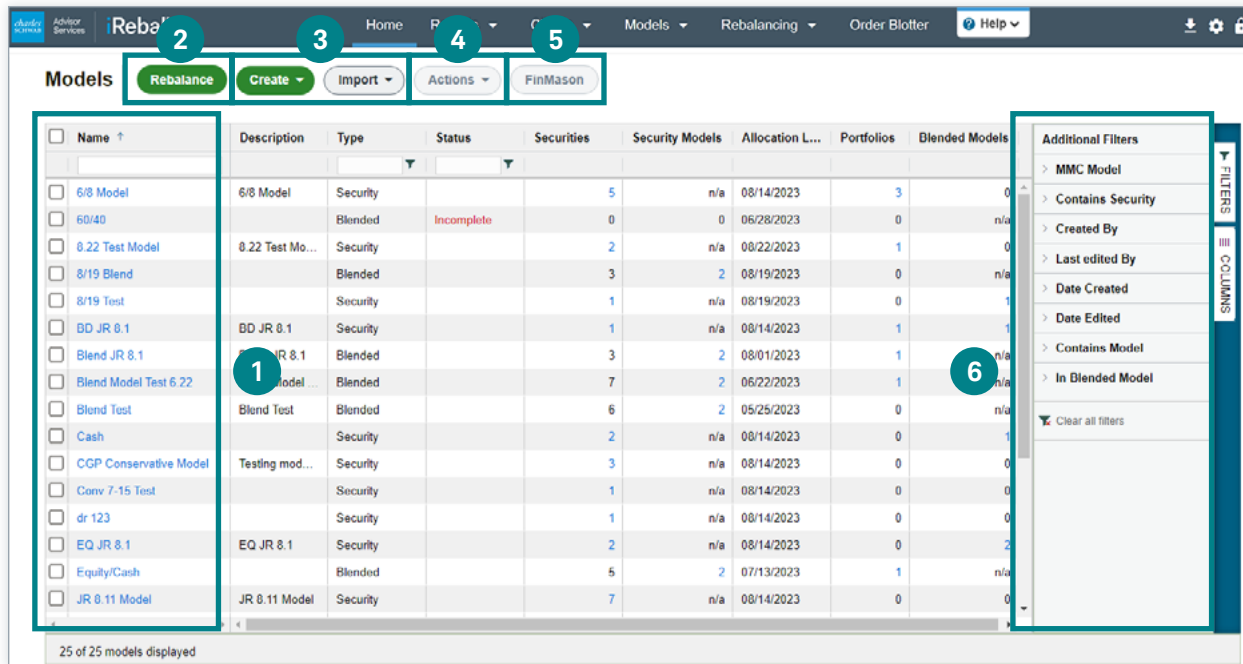 charles SCHWAB Advisor Services iRebal Home Models Rebalancing Order Blotter Help
2 3 4 5
Models Rebalance Create Import Actions FinMason
Name ↑ Description Type Status Securities Security Models Allocation L... Portfolios Blended Models Additional Filters
MMC Model
6/8 Model 6/8 Model Security 5 n/a 08/14/2023 3 0 Contains Security
60/40 Blended Incomplete 0 0 06/28/2023 0 n/a Created By
8.22 Test Model 8.22 Test Mo... Security 2 n/a 08/22/2023 1 0 Last edited By
8/19 Blend Blended 3 2 08/19/2023 0 n/a Date Created
8/19 Test Security 1 n/a 08/19/2023 0 1 Date Edited
BD JR 8.1 BD JR 8.1 Security 1 n/a 08/14/2023 1 1 Contains Model
Blend JR 8.1 JR 8.1 Blended 3 2 08/01/2023 1 n/a In Blended Model
Blend Model Test 6.22 Blended 7 2 06/22/2023 1 n/a
1 6
Blend Test Blend Test Blended 6 2 05/25/2023 0 n/a Clear all filters
Cash Security 2 n/a 08/14/2023 0 1
CGP Conservative Model Testing mod... Security 3 n/a 08/14/2023 0 0
Conv 7-15 Test Security 1 n/a 08/14/2023 0 0
dr 123 Security 1 n/a 08/14/2023 0 0
EQ JR 8.1 EQ JR 8.1 Security 2 n/a 08/14/2023 0 2
Equity/Cash Blended 5 2 07/13/2023 1 n/a
JR 8.11 Model JR 8.11 Model Security 7 n/a 08/14/2023 0 0
25 of 25 models displayed
FILTERS
COLUMNS